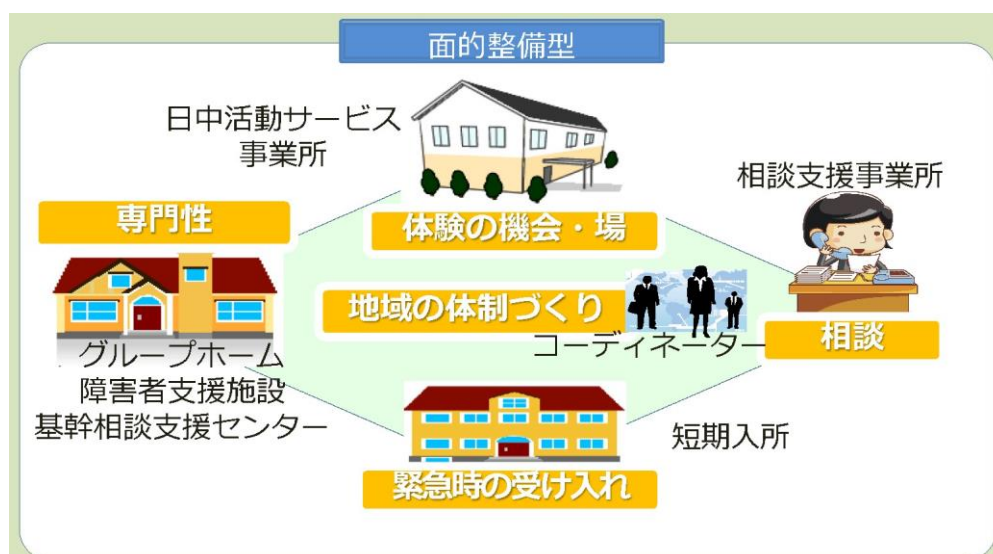 面的整備型
日中活動サービス
事業所
体験の機会・場
相談支援事業所
専門性
地域の体制づくり
コーディネーター
相談
グループホーム
障害者支援施設
基幹相談支援センター
短期入所
緊急時の受け入れ